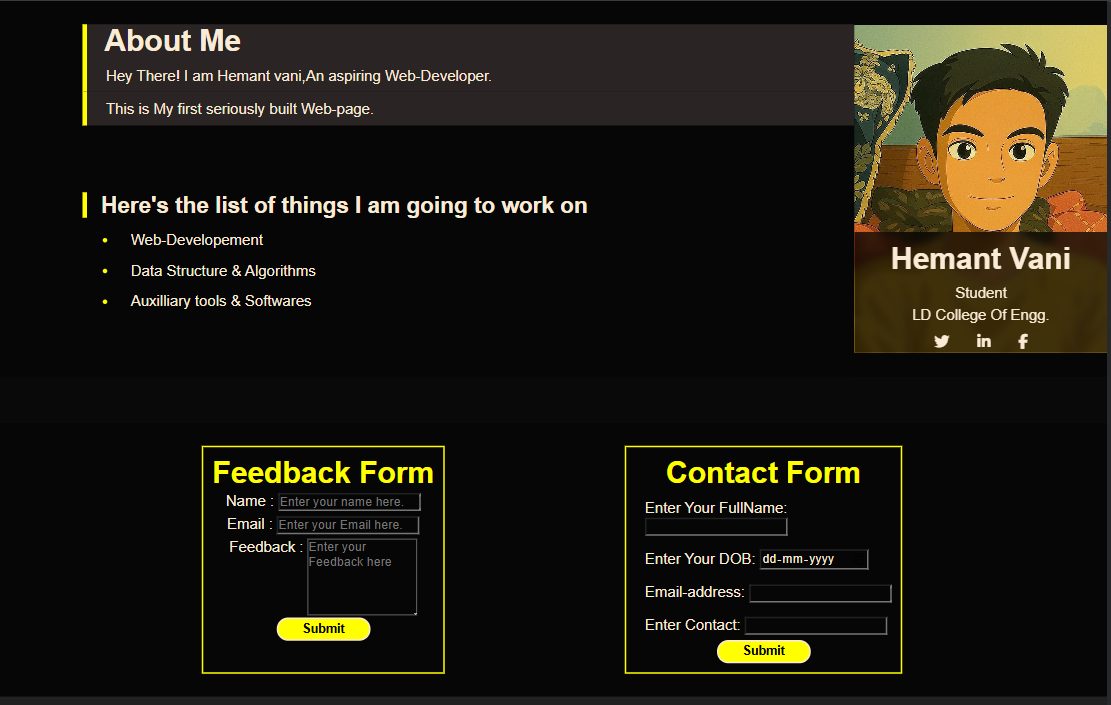 About Me
Hey There! I am Hemant vani,An aspiring Web-Developer.
This is My first seriously built Web-page.
Here's the list of things I am going to work on
Web-Developement
Data Structure & Algorithms
Auxilliary tools & Softwares
Hemant Vani
Student
LD College Of Engg.
Feedback Form
Name : Enter your name here.
Email : Enter your Email here.
Feedback : Enter your
Feedback here
Submit
Contact Form
Enter Your FullName:
Enter Your DOB: dd-mm-yyyy
Email-address:
Enter Contact:
Submit